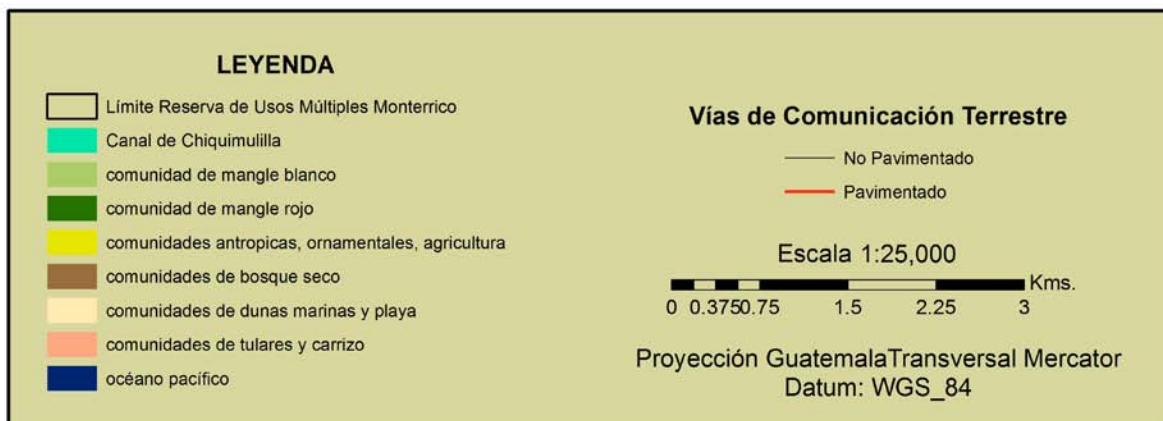 LEYENDA
Límite Reserva de Usos Múltiples Monterrico
Canal de Chiquimulilla
comunidad de mangle blanco
comunidad de mangle rojo
comunidades antropicas, ornamentales, agricultura
comunidades de bosque seco
comunidades de dunas marinas y playa
comunidades de tulares y carrizo
océano pacífico
Vías de Comunicación Terrestre
No Pavimentado
Pavimentado
Escala 1:25,000
Kms.
0 0.375 0.75 1.5 2.25 3
Proyección GuatemalaTransversal Mercator
Datum: WGS_84